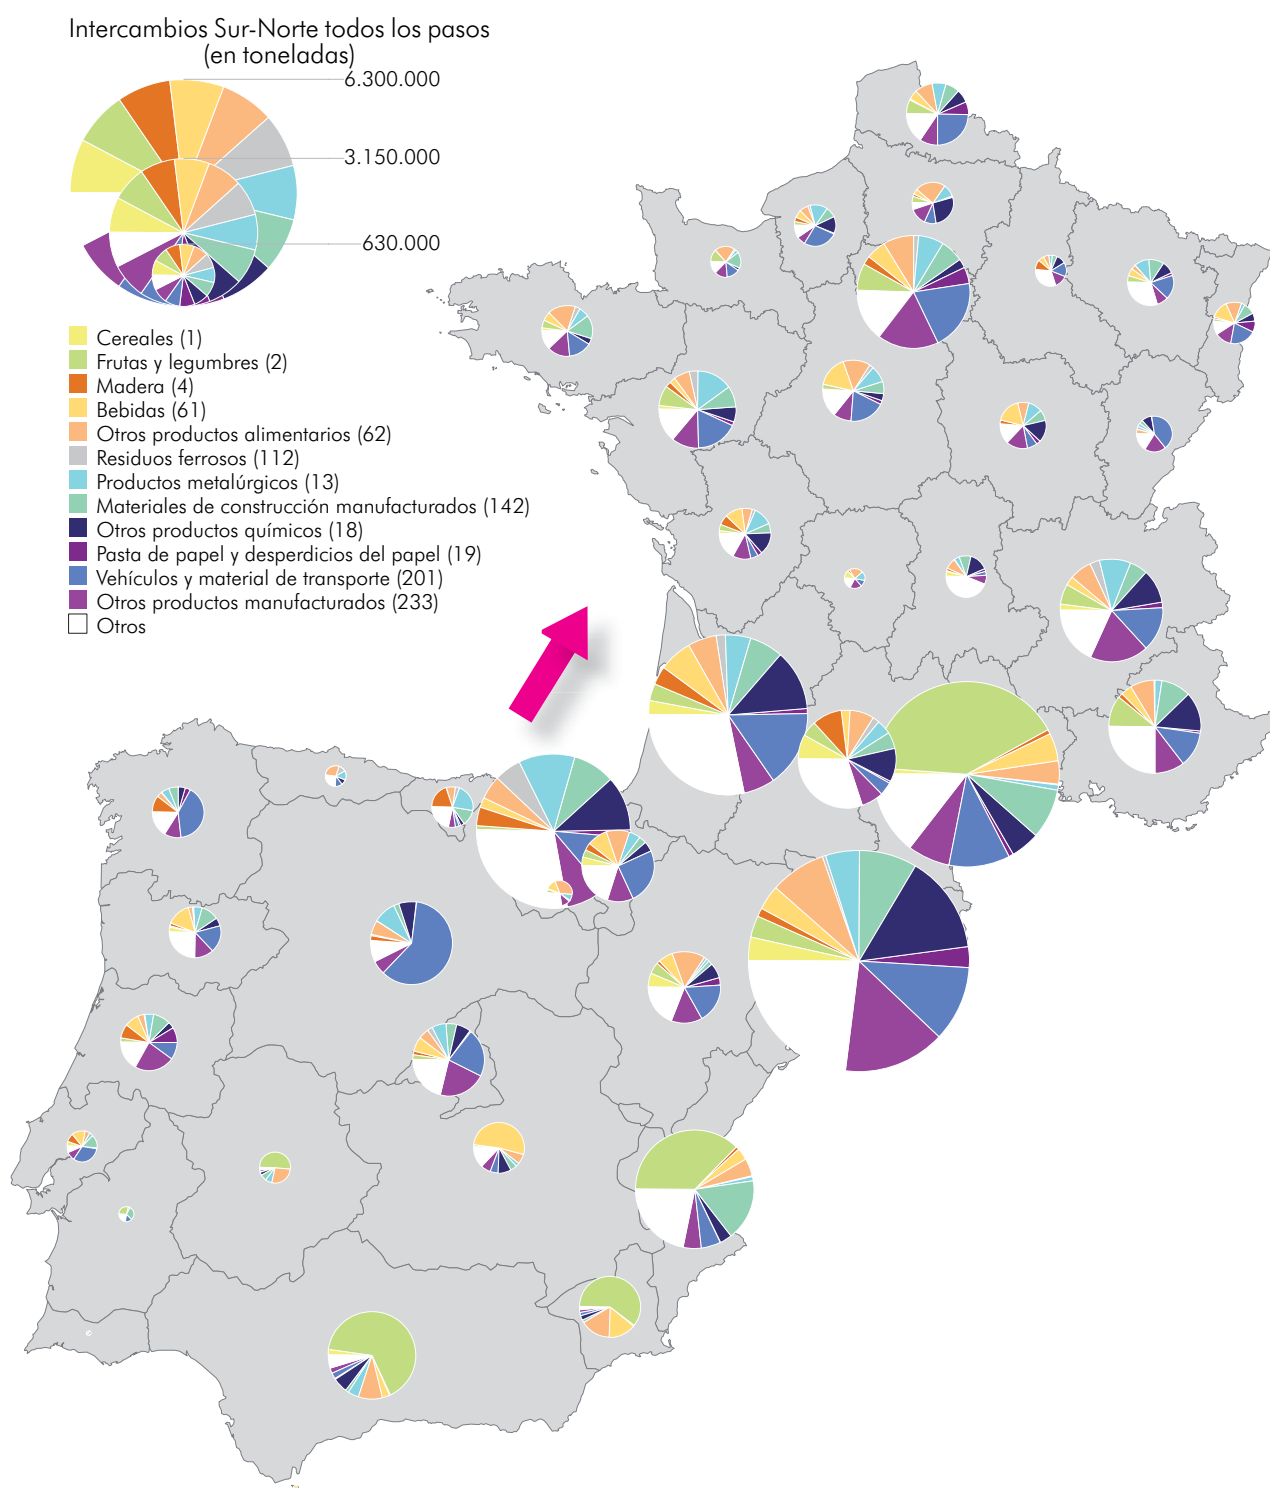 Intercambios Sur-Norte todos los pasos
(en toneladas)
6.300.000
3.150.000
630.000
Cereales (1)
Frutas y legumbres (2)
Madera (4)
Bebidas (61)
Otros productos alimentarios (62)
Residuos ferrosos (112)
Productos metalúrgicos (13)
Materiales de construcción manufacturados (142)
Otros productos químicos (18)
Pasta de papel y desperdicios del papel (19)
Vehículos y material de transporte (201)
Otros productos manufacturados (233)
Otros